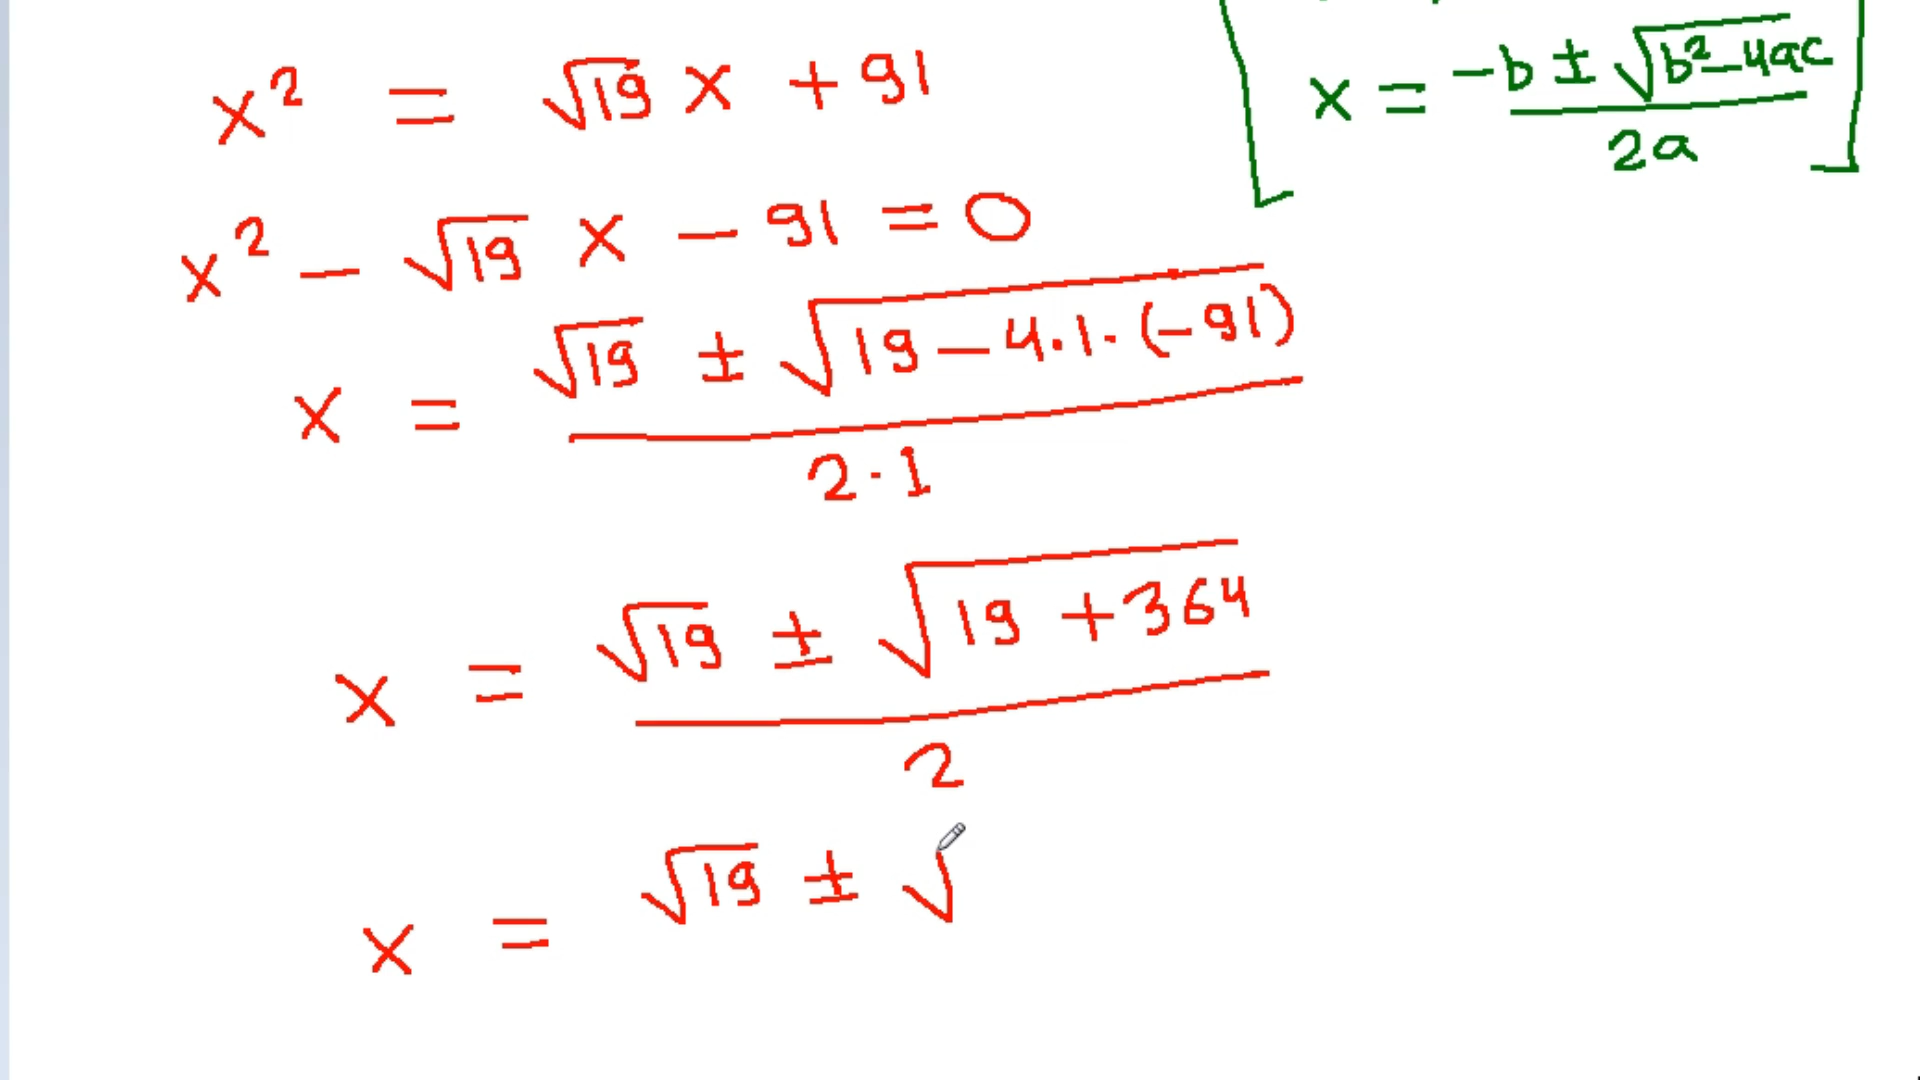 x² = √19 x + 91
x = (-b ± √(b² - 4ac)) / 2a
x² - √19 x - 91 = 0
x = (√19 ± √(19 - 4·1·(-91))) / 2·1
x = (√19 ± √(19 + 364)) / 2
x = √19 ± √